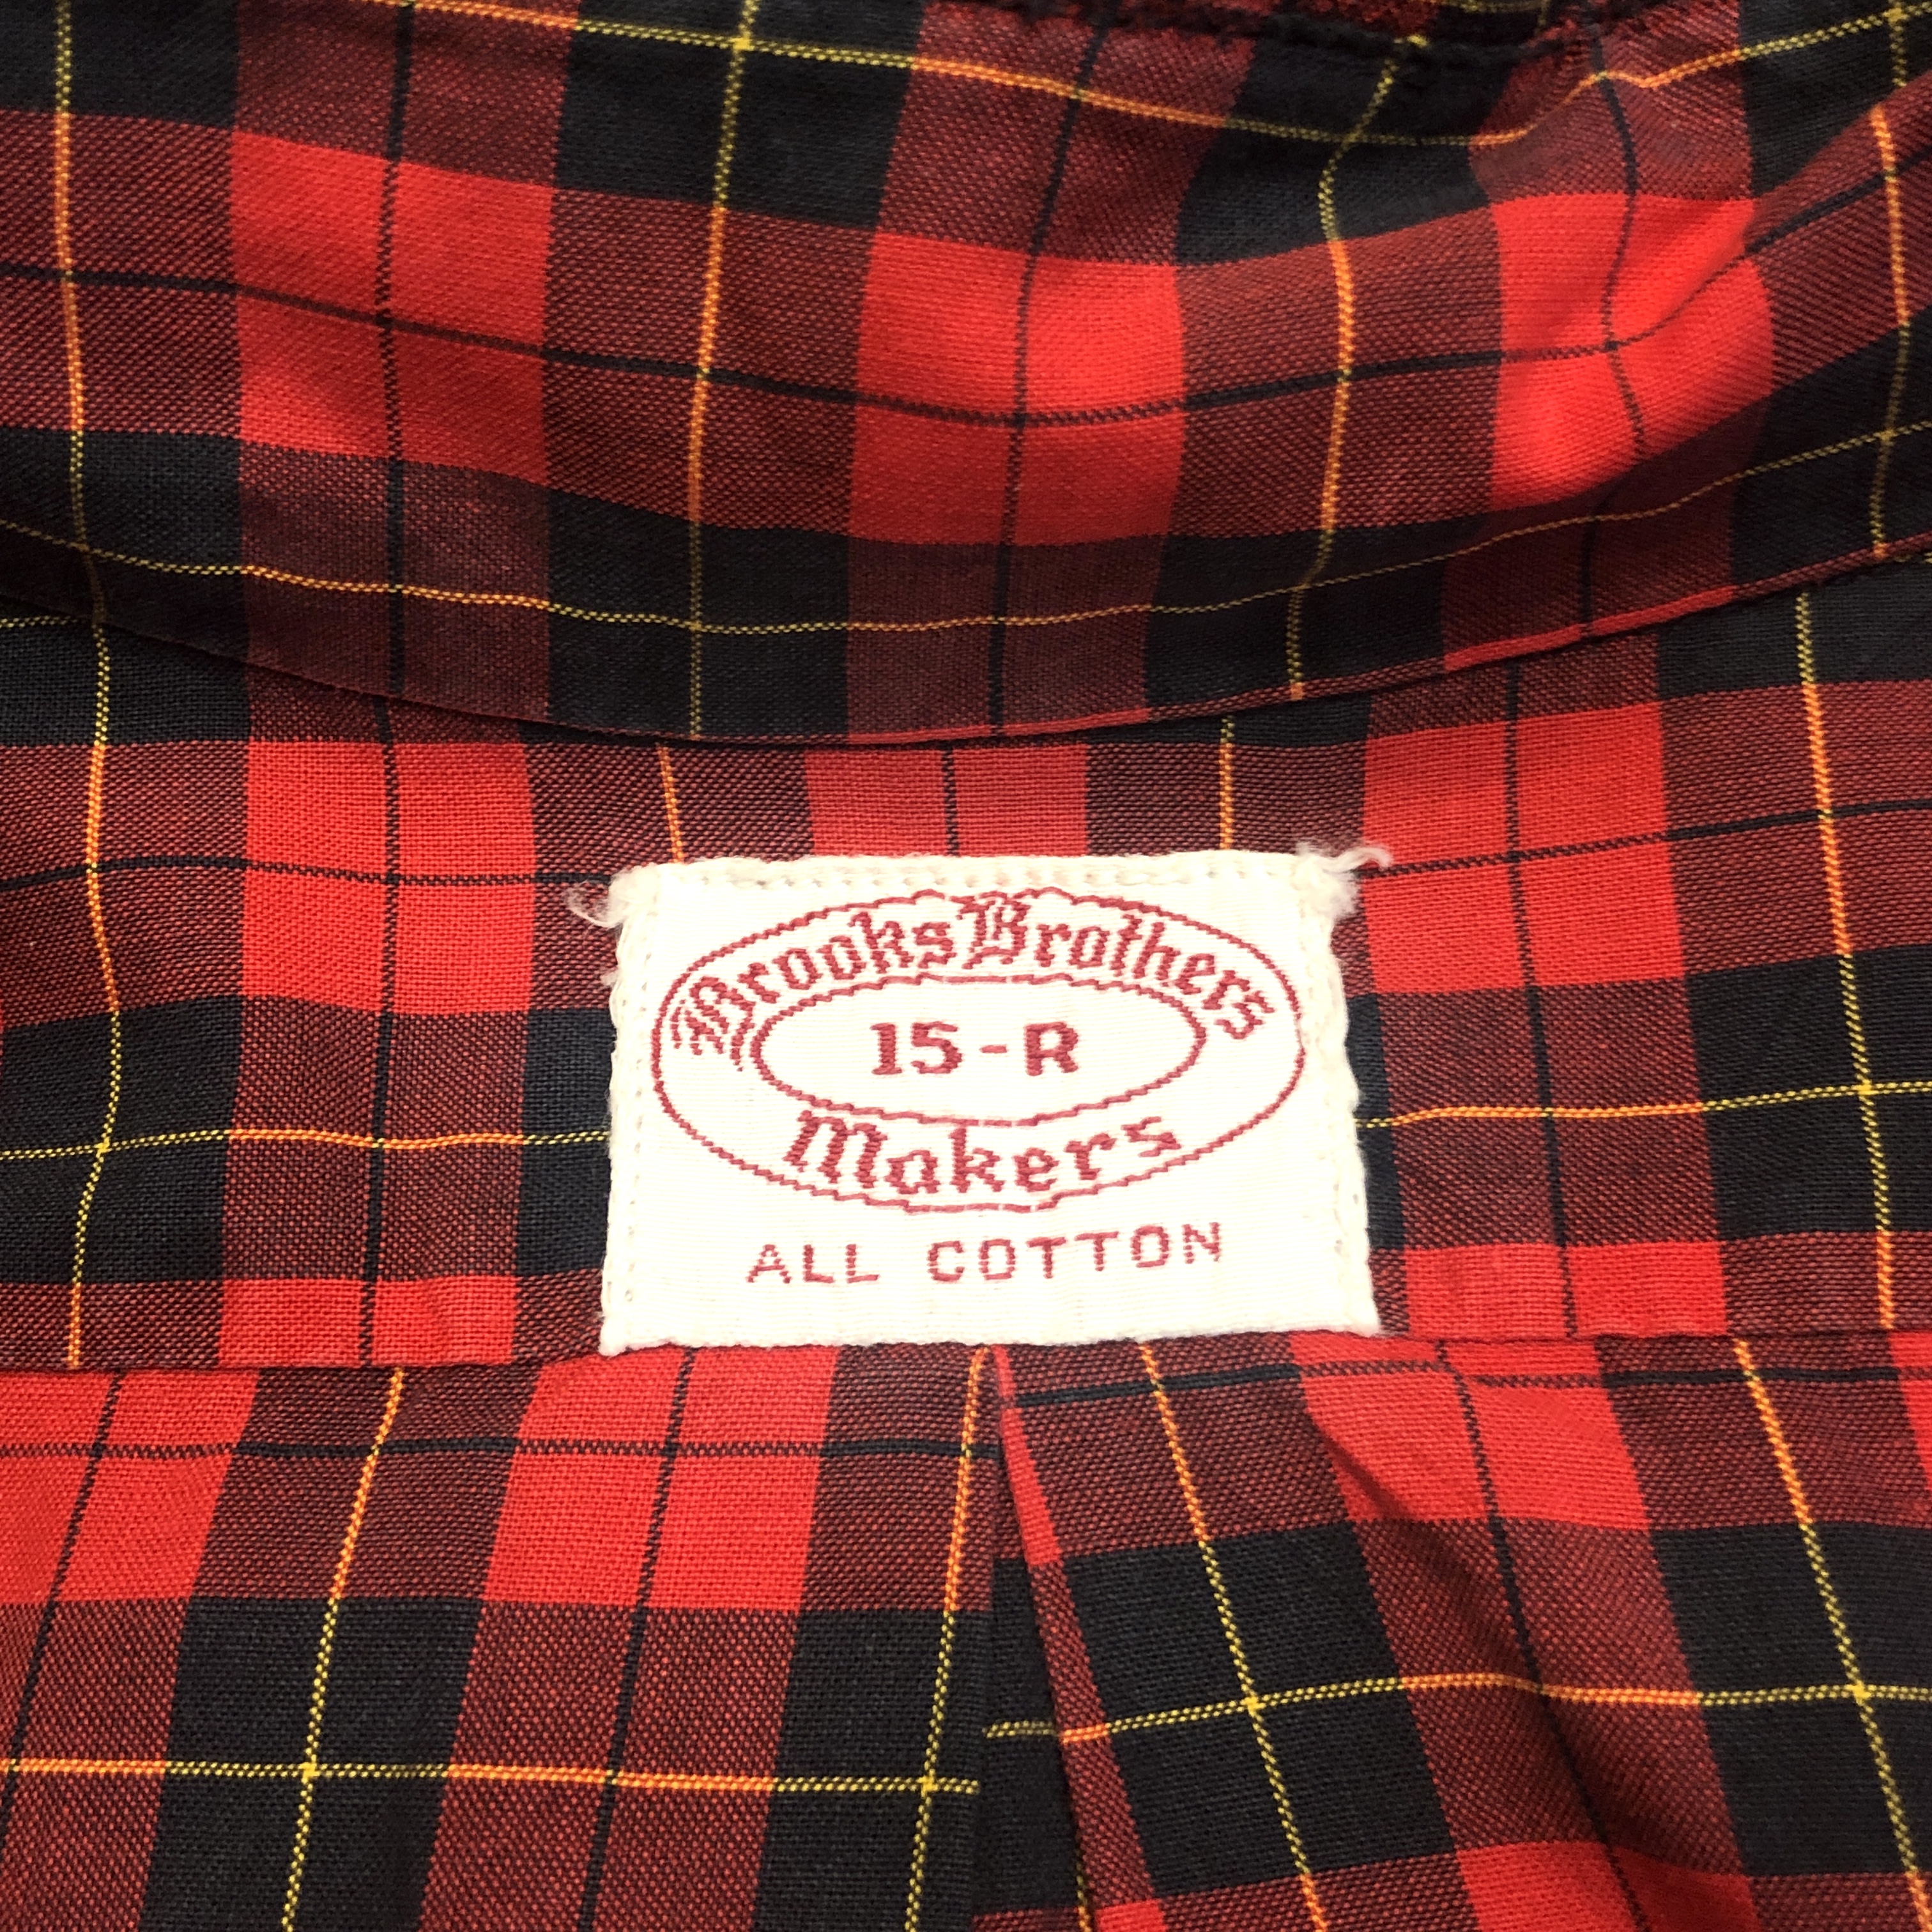 Brooks Brothers
15-R
Makers
ALL COTTON